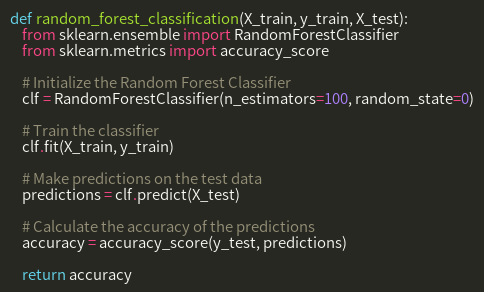 def random_forest_classification(X_train, y_train, X_test):
    from sklearn.ensemble import RandomForestClassifier
    from sklearn.metrics import accuracy_score

    # Initialize the Random Forest Classifier
    clf = RandomForestClassifier(n_estimators=100, random_state=0)

    # Train the classifier
    clf.fit(X_train, y_train)

    # Make predictions on the test data
    predictions = clf.predict(X_test)

    # Calculate the accuracy of the predictions
    accuracy = accuracy_score(y_test, predictions)

    return accuracy